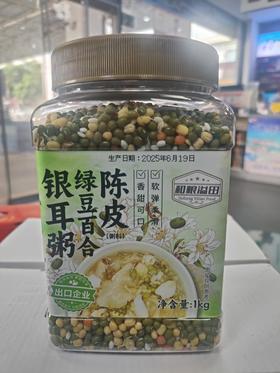 生产日期：2025年6月19日
陈皮
(粥料)
绿豆百合
银耳粥
香甜可口
和粮溢田
出口企业
净含量:1kg